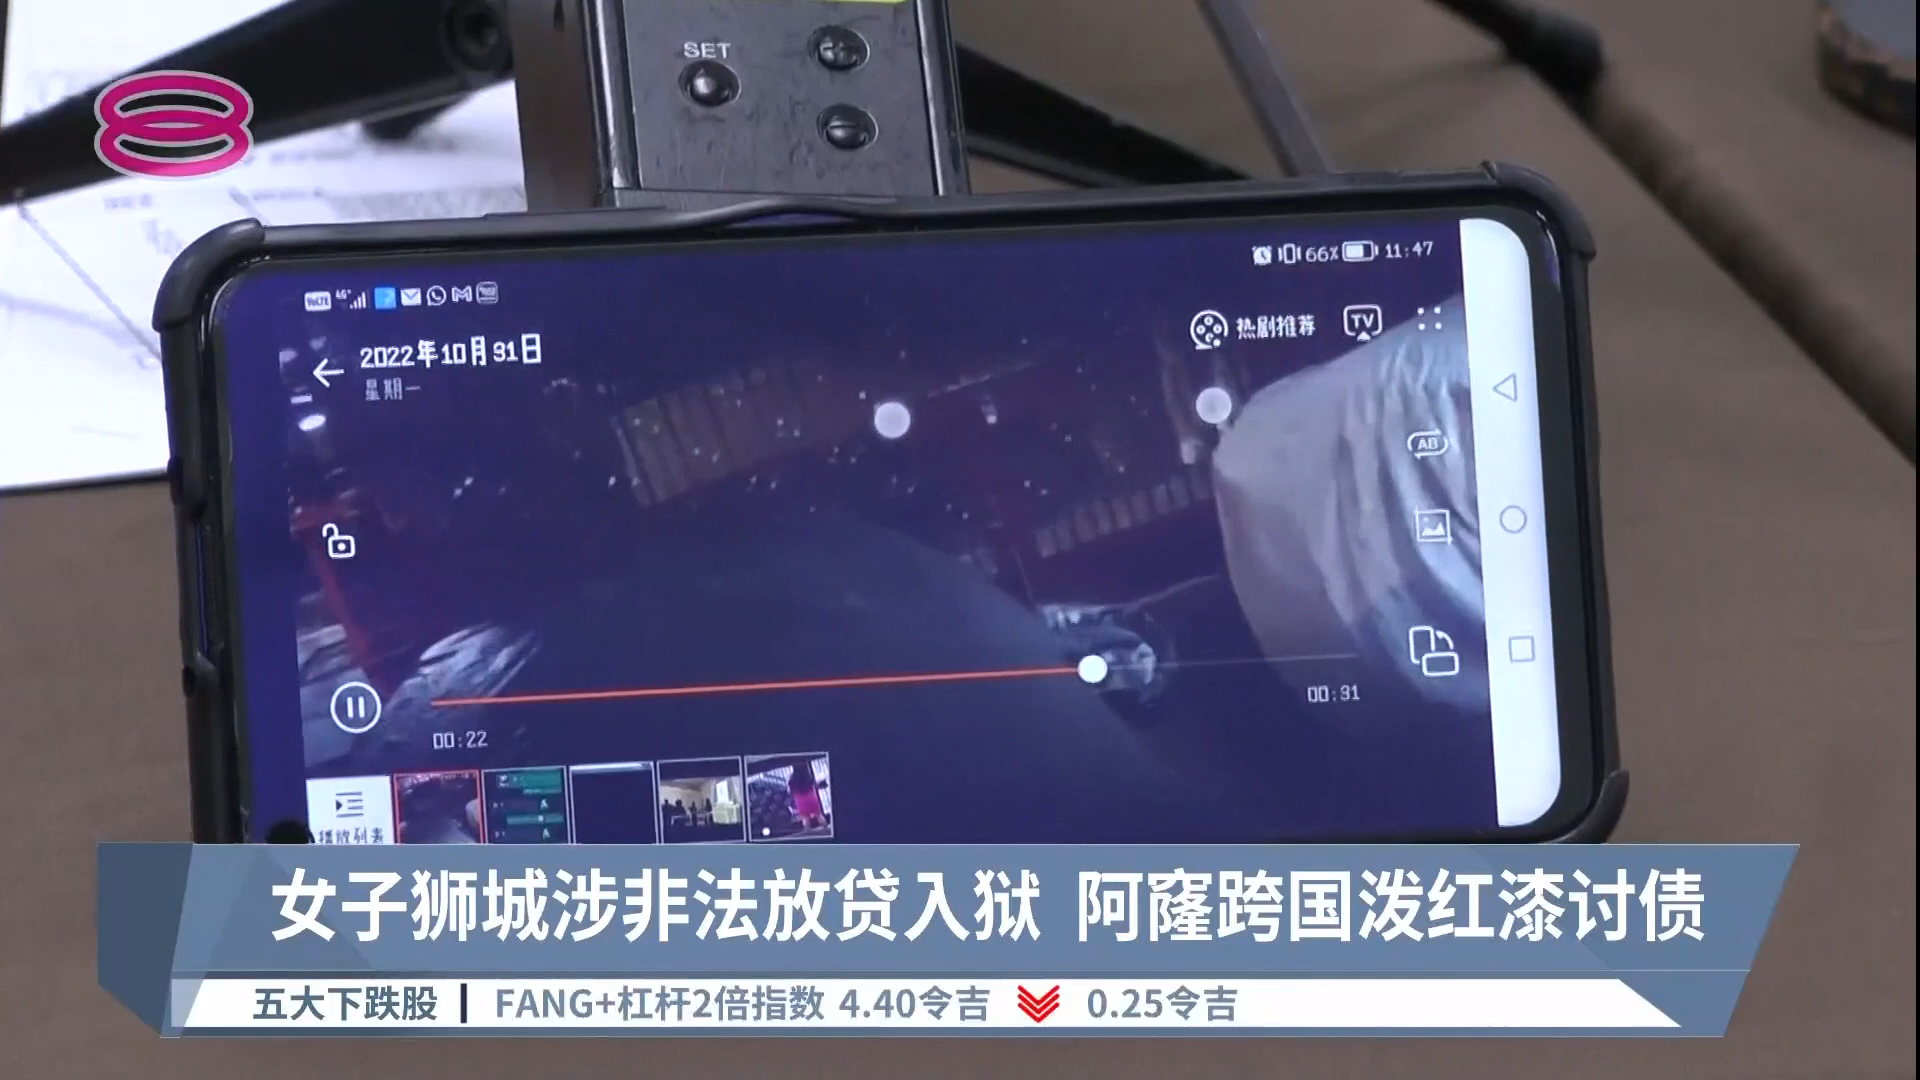 SET
66% 11:47
VoLTE 4G+
2022年10月31日
星期一
热剧推荐
TV
AB
00:22
00:31
播放列表
女子狮城涉非法放贷入狱 阿窿跨国泼红漆讨债
五大下跌股 | FANG+杠杆2倍指数 4.40令吉 0.25令吉